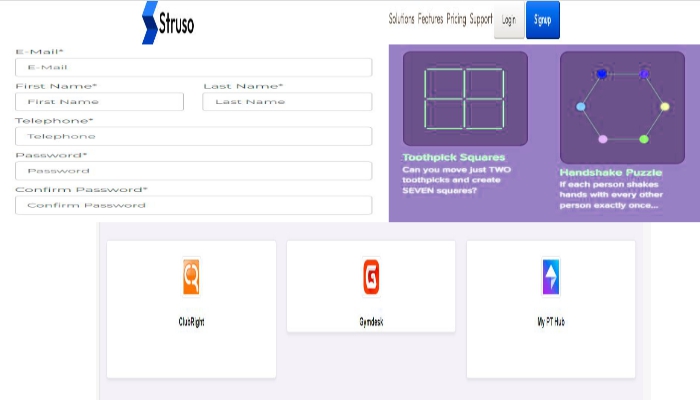 Struso
Solutions Features Pricing Support Login Signup
E-Mail*
E-Mail
First Name* Last Name*
First Name Last Name
Telephone*
Telephone
Password*
Password
Confirm Password*
Confirm Password
Toothpick Squares
Can you move just TWO
toothpicks and create
SEVEN squares?
Handshake Puzzle
If each person shakes
hands with every other
person exactly once...
ClubRight
Gymdesk
My PT Hub